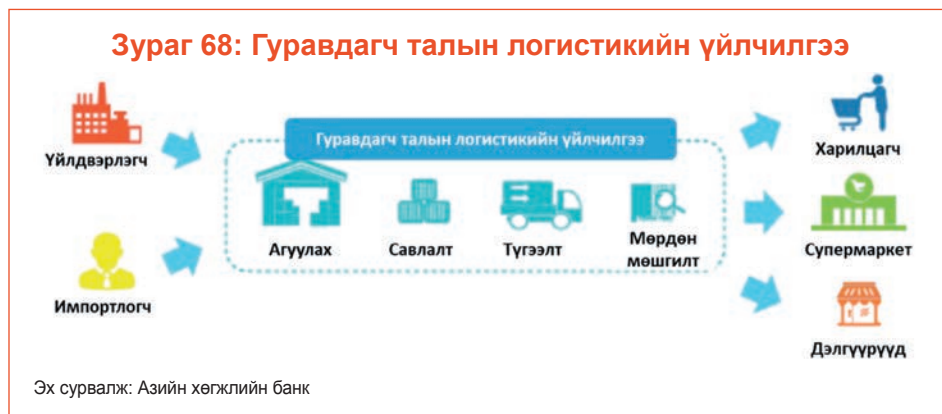 Зураг 68: Гуравдагч талын логистикийн үйлчилгээ
Үйлдвэрлэгч
Импортлогч
Гуравдагч талын логистикийн үйлчилгээ
Агуулах
Савлалт
Түгээлт
Мөрдөн
мөшгилт
Харилцагч
Супермаркет
Дэлгүүрүүд
Эх сурвалж: Азийн хөгжлийн банк